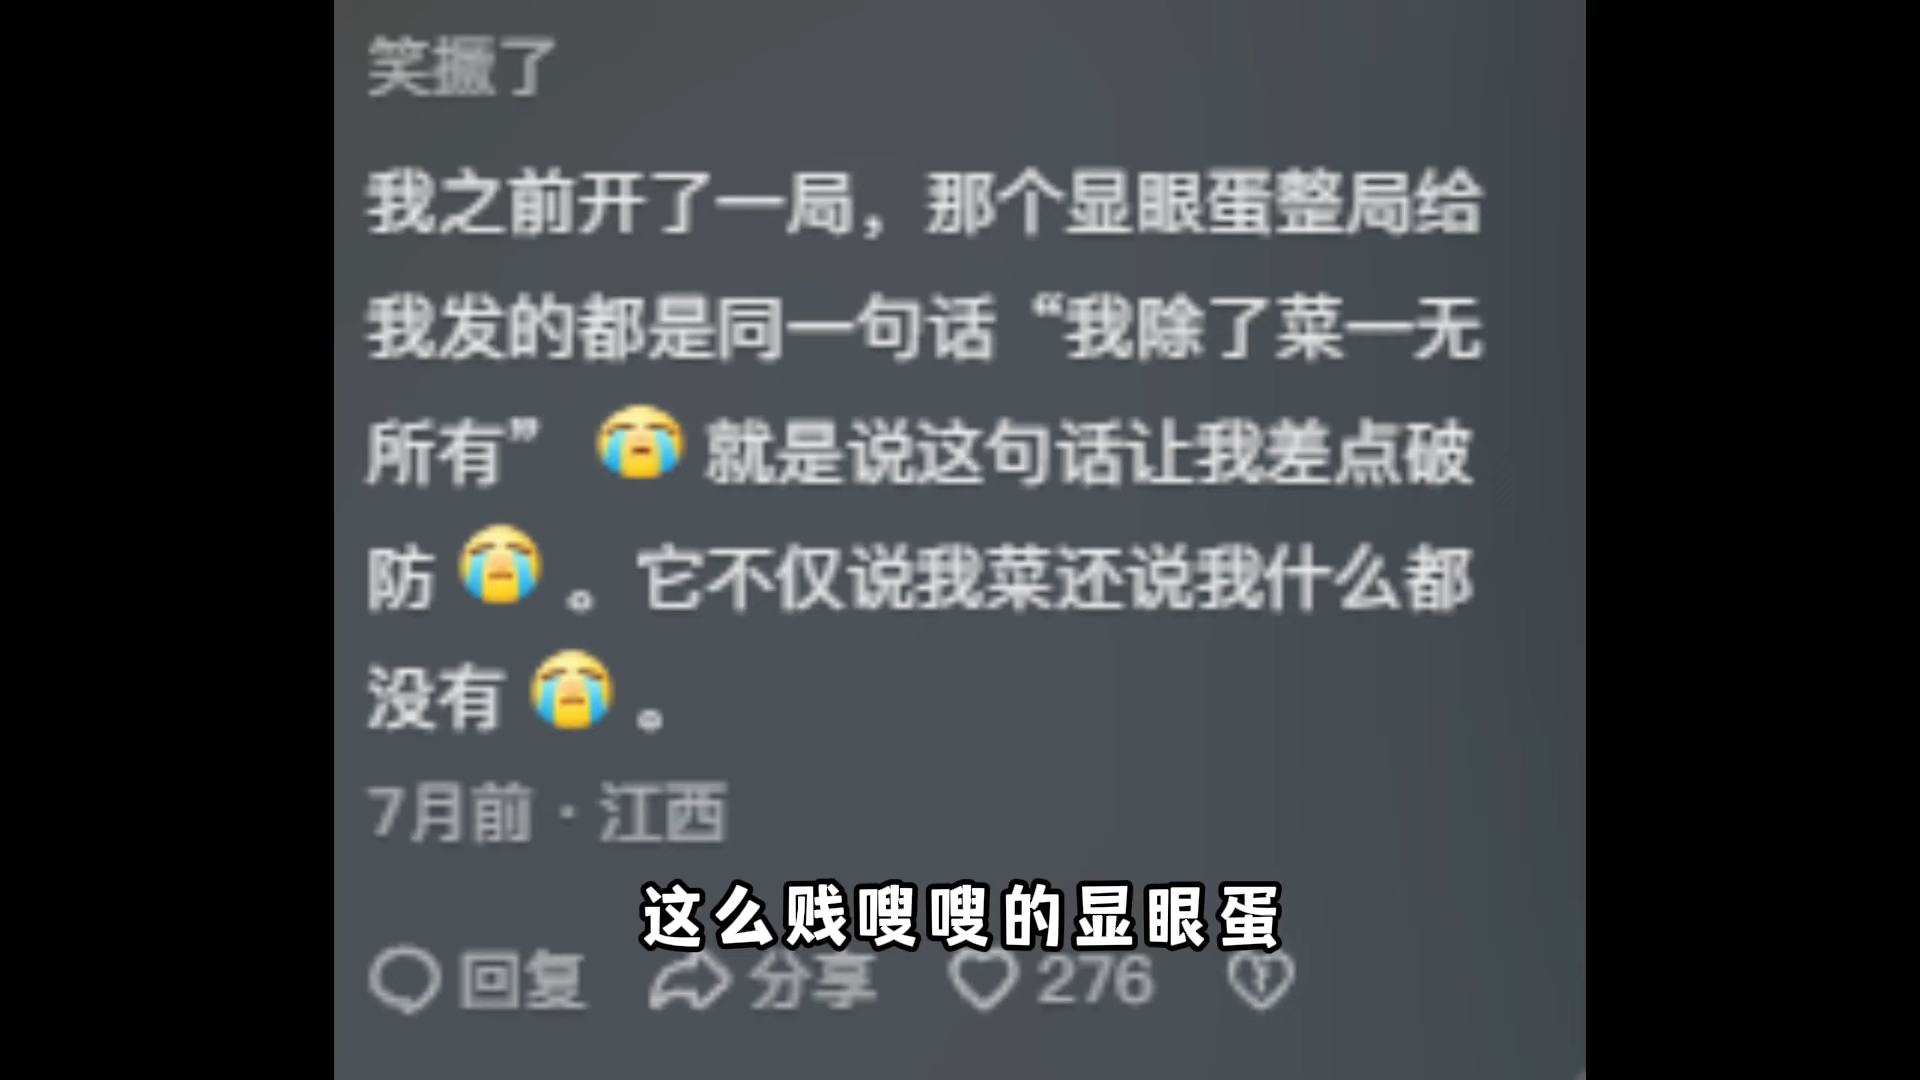 笑撅了
我之前开了一局，那个显眼蛋整局给
我发的都是同一句话“我除了菜一无
所有” 😭 就是说这句话让我差点破
防 😭 。它不仅说我菜还说我什么都
没有 😭 。
7月前 · 江西
这么贱嗖嗖的显眼蛋
回复 分享 276